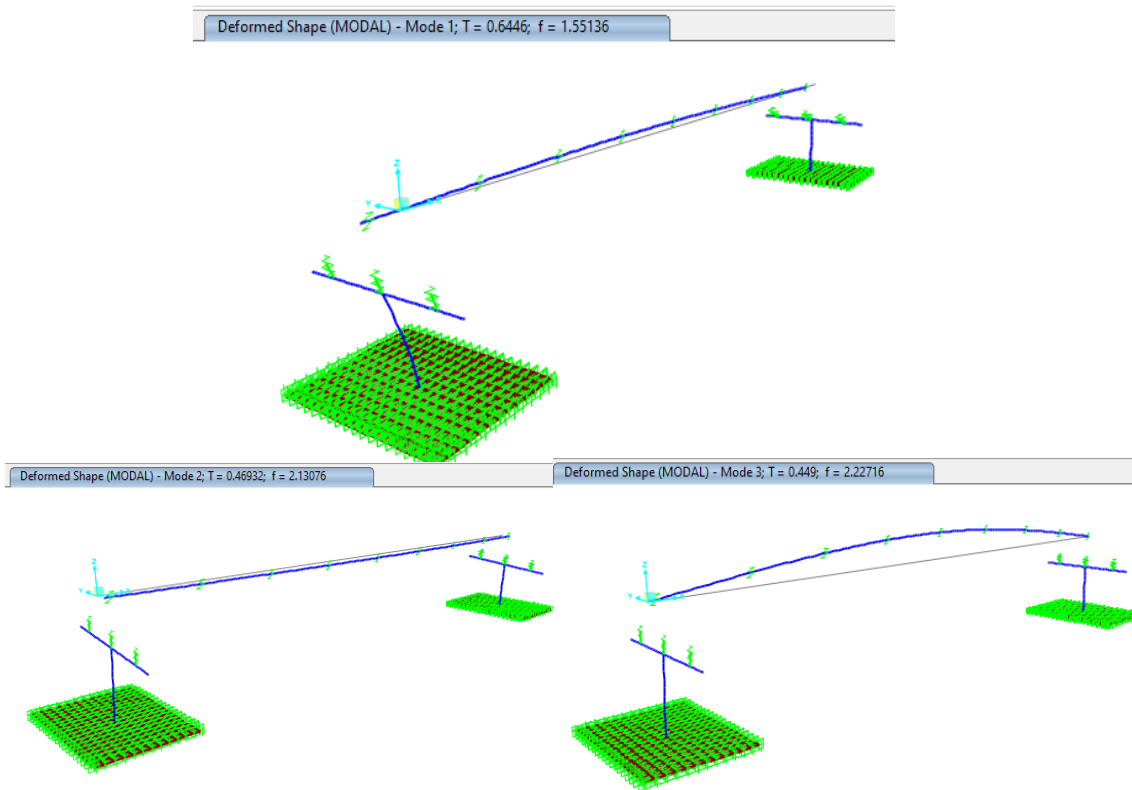 Deformed Shape (MODAL) - Mode 1; T = 0.6446; f = 1.55136
Z
Y
X
Deformed Shape (MODAL) - Mode 2; T = 0.46932; f = 2.13076
Z
Y
Deformed Shape (MODAL) - Mode 3; T = 0.449; f = 2.22716
Z
Y